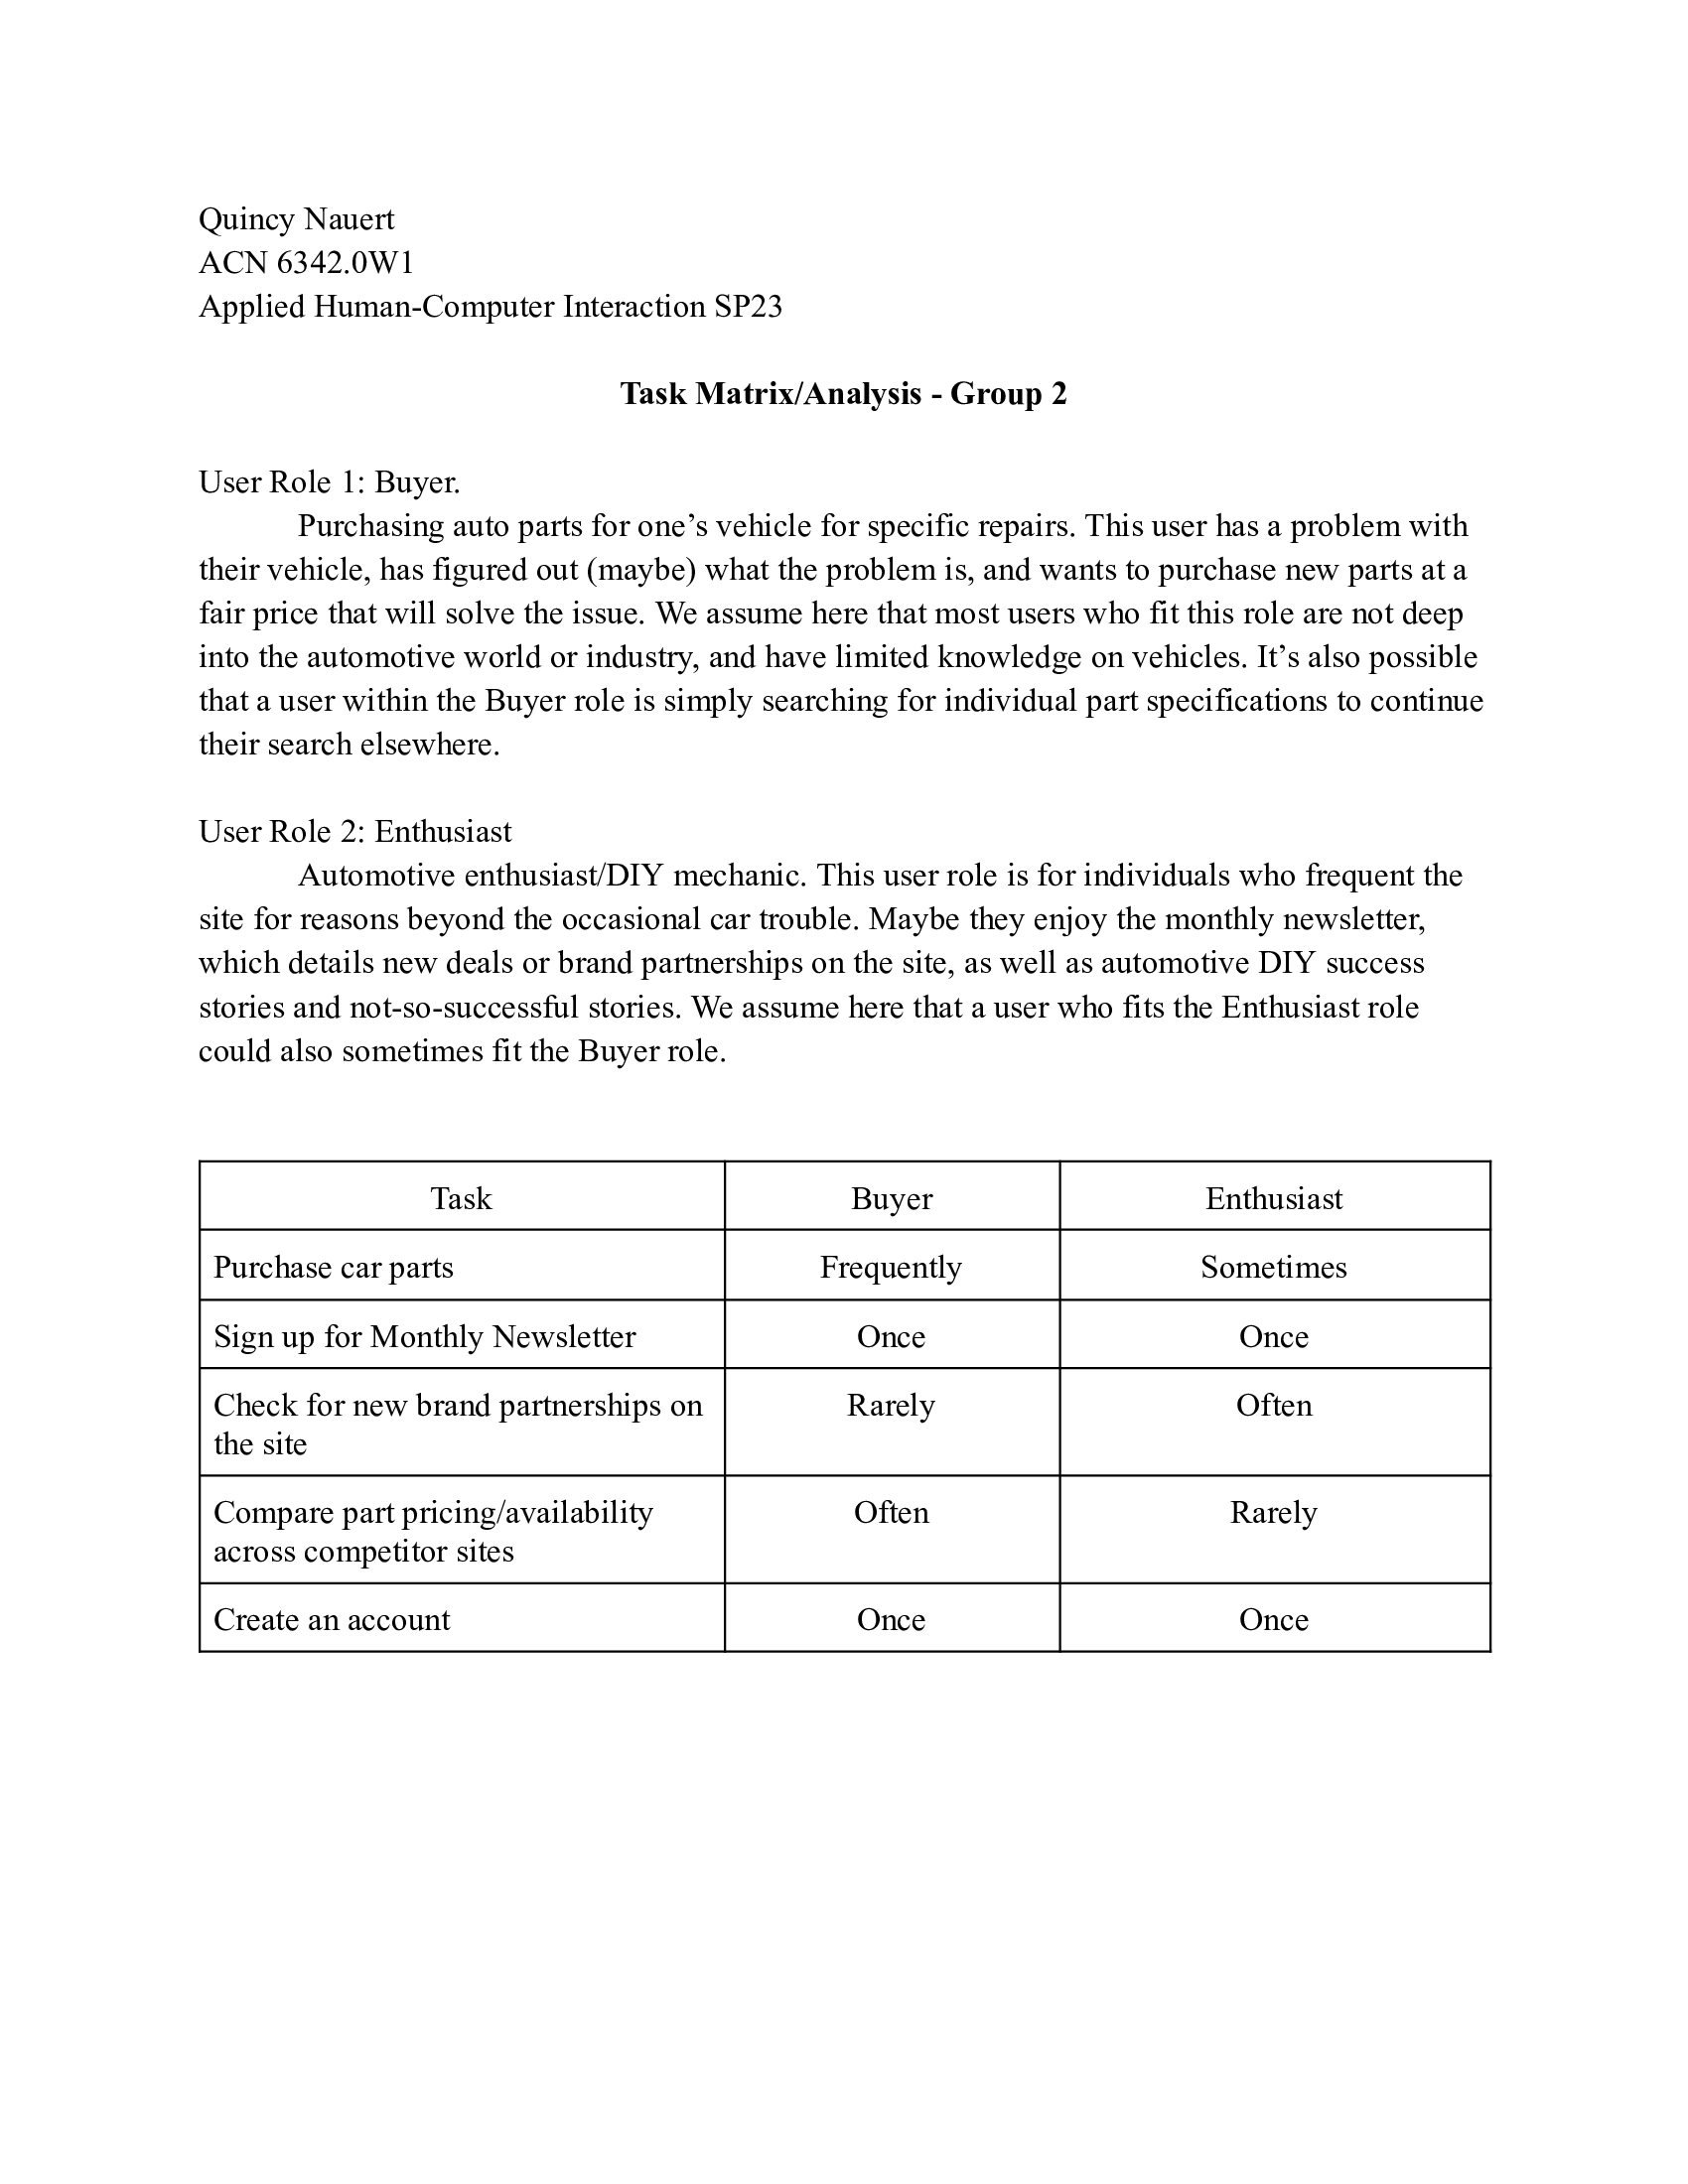 Quincy Nauert
ACN 6342.0W1
Applied Human-Computer Interaction SP23
Task Matrix/Analysis - Group 2
User Role 1: Buyer.
Purchasing auto parts for one’s vehicle for specific repairs. This user has a problem with
their vehicle, has figured out (maybe) what the problem is, and wants to purchase new parts at a
fair price that will solve the issue. We assume here that most users who fit this role are not deep
into the automotive world or industry, and have limited knowledge on vehicles. It’s also possible
that a user within the Buyer role is simply searching for individual part specifications to continue
their search elsewhere.
User Role 2: Enthusiast
Automotive enthusiast/DIY mechanic. This user role is for individuals who frequent the
site for reasons beyond the occasional car trouble. Maybe they enjoy the monthly newsletter,
which details new deals or brand partnerships on the site, as well as automotive DIY success
stories and not-so-successful stories. We assume here that a user who fits the Enthusiast role
could also sometimes fit the Buyer role.
Task Buyer Enthusiast
Purchase car parts Frequently Sometimes
Sign up for Monthly Newsletter Once Once
Check for new brand partnerships on Rarely Often
the site
Compare part pricing/availability Often Rarely
across competitor sites
Create an account Once Once